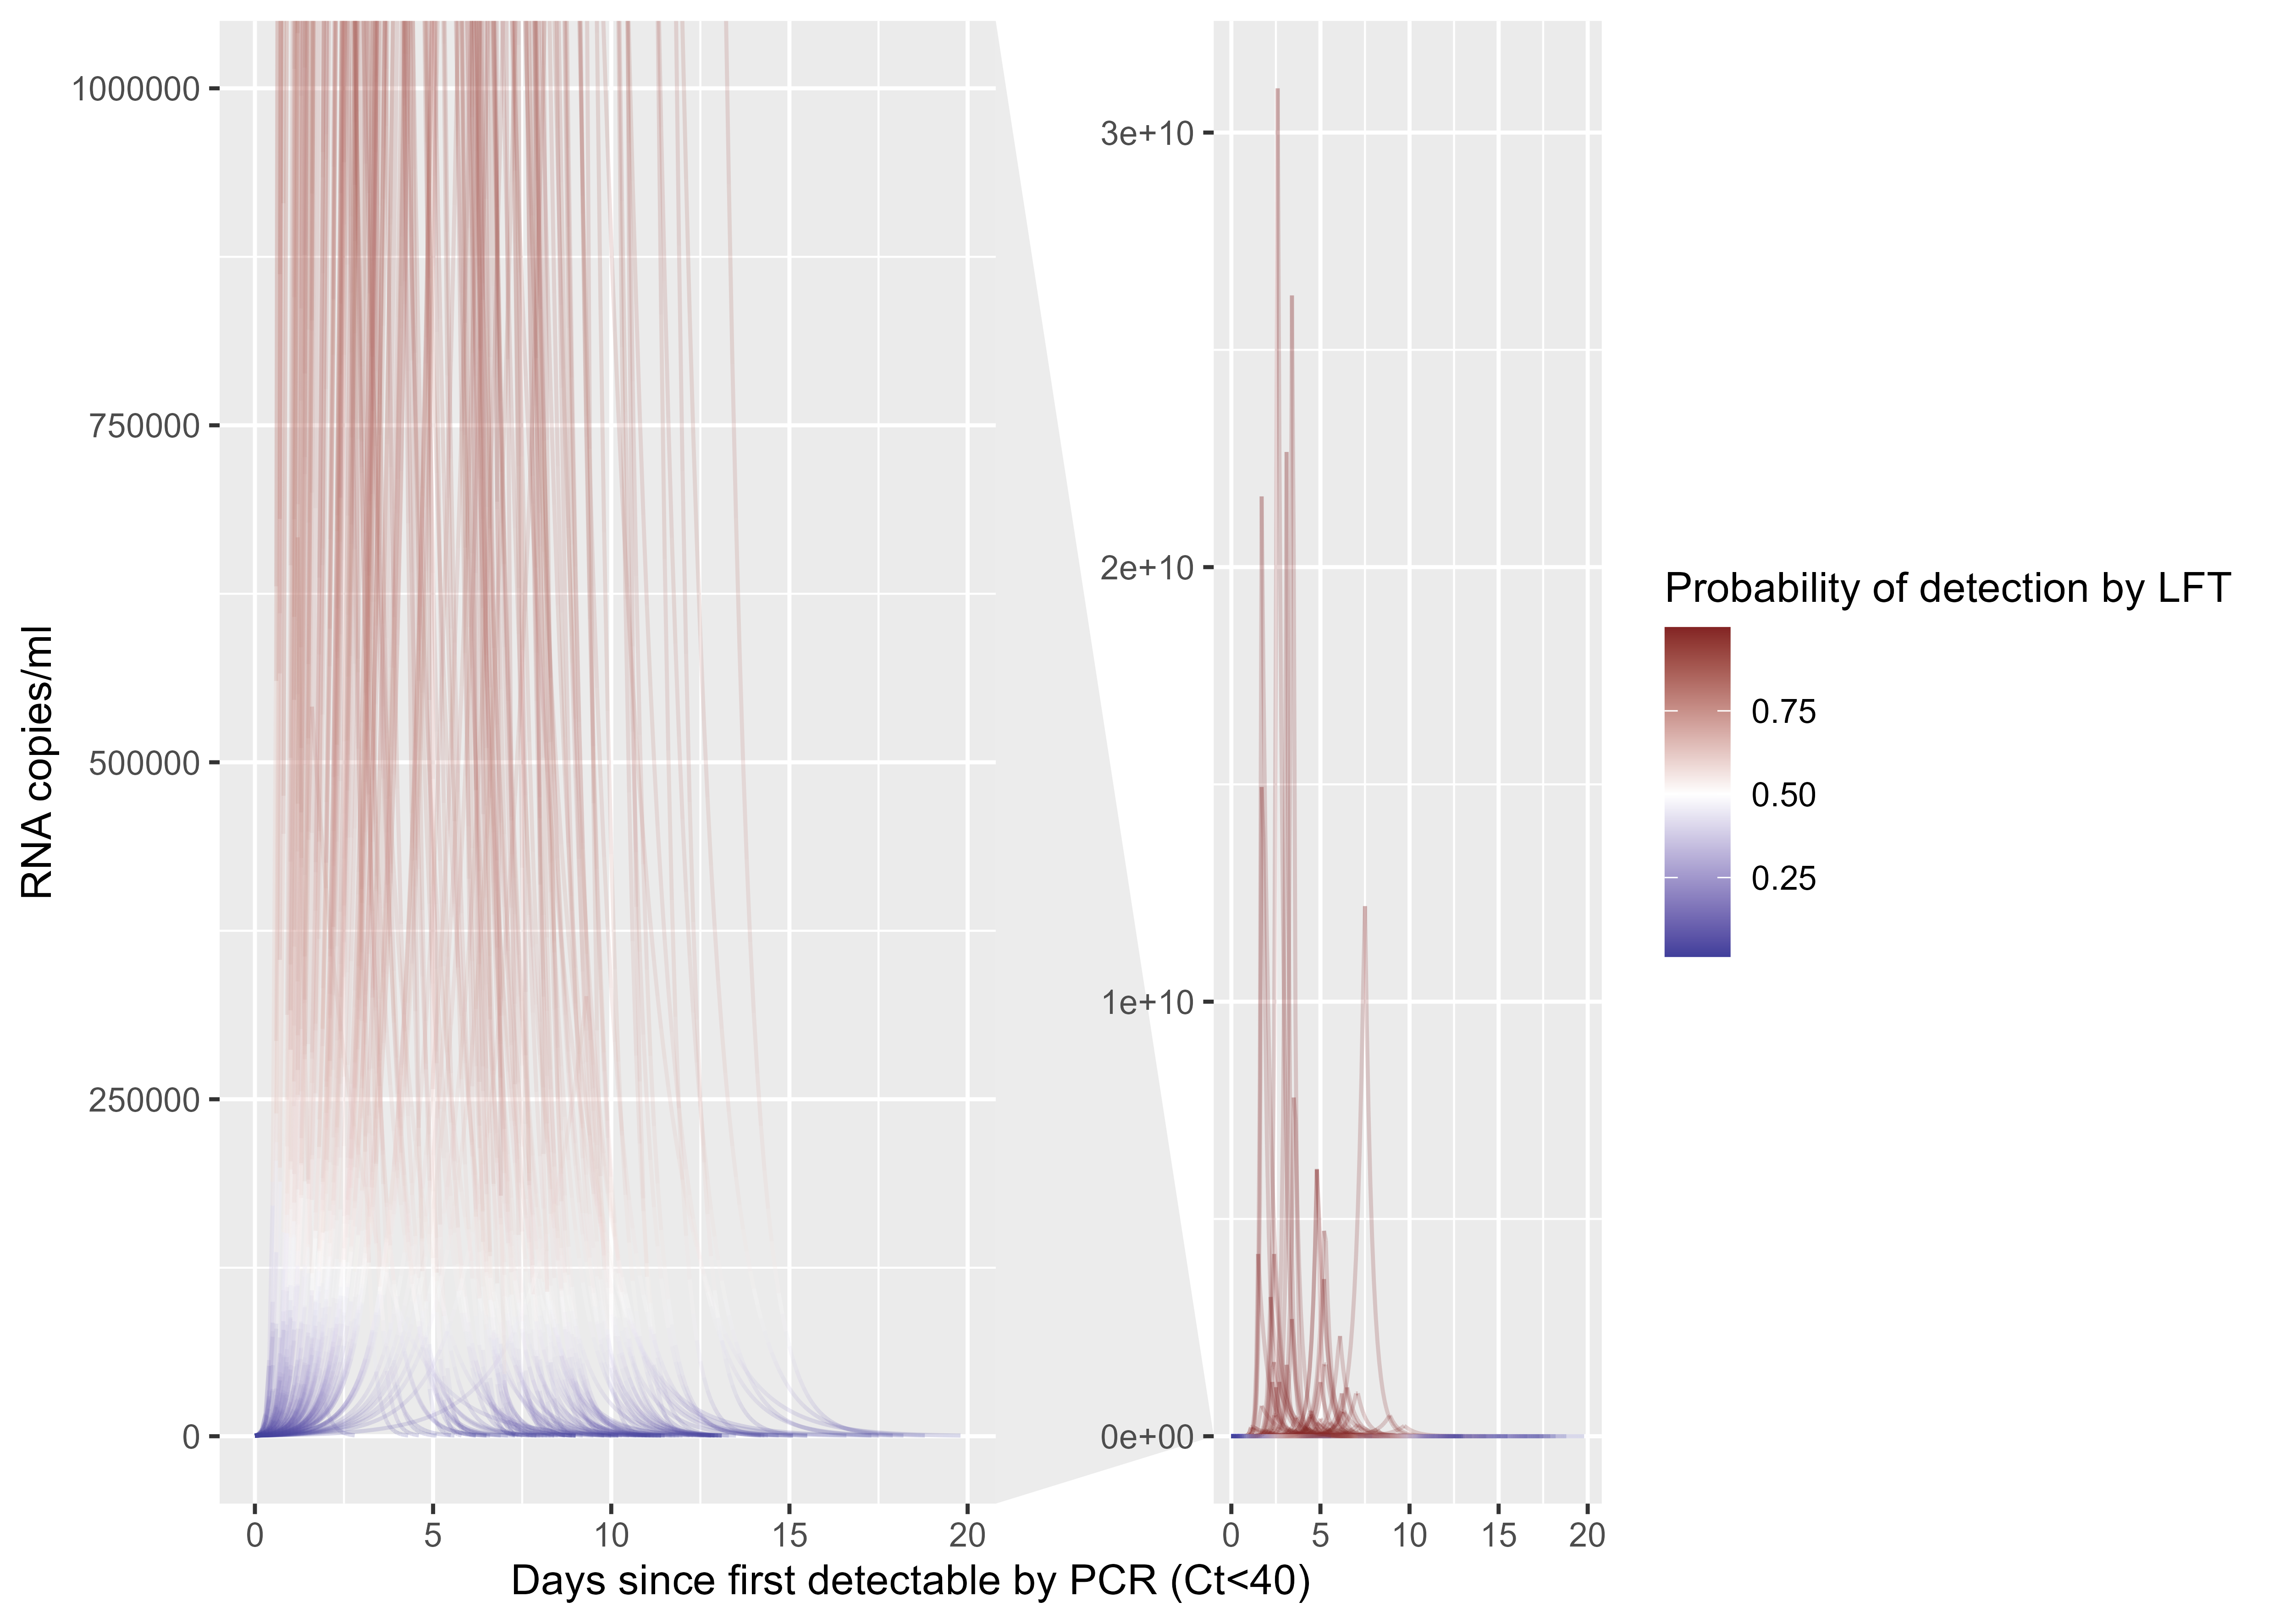 RNA copies/ml
1000000
750000
500000
250000
0
0 5 10 15 20
3e+10
2e+10
1e+10
0e+00
0 5 10 15 20
Days since first detectable by PCR (Ct<40)
Probability of detection by LFT
0.75
0.50
0.25